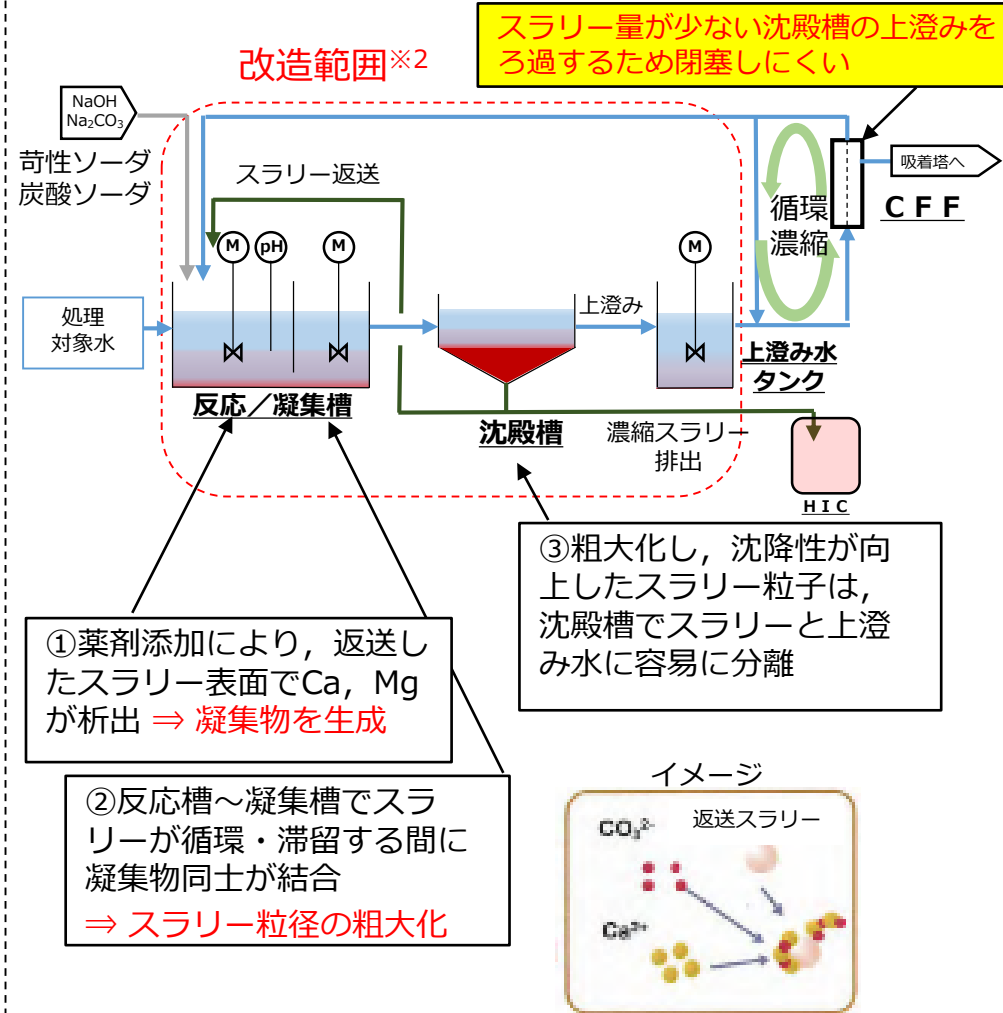 スラリー量が少ない沈殿槽の上澄みを
ろ過するため閉塞しにくい
改造範囲※2
NaOH
Na₂CO₃
苛性ソーダ
炭酸ソーダ
スラリー返送
M
pH
M
M
循環
濃縮
吸着塔へ
ＣＦＦ
処理
対象水
上澄み
上澄み水
タンク
反応／凝集槽
沈殿槽
濃縮スラリー
排出
ＨＩＣ
③粗大化し，沈降性が向
上したスラリー粒子は，
沈殿槽でスラリーと上澄
み水に容易に分離
①薬剤添加により，返送し
たスラリー表面でCa，Mg
が析出 ⇒ 凝集物を生成
②反応槽～凝集槽でスラ
リーが循環・滞留する間に
凝集物同士が結合
⇒ スラリー粒径の粗大化
イメージ
CO₃²⁻
返送スラリー
Ca²⁺